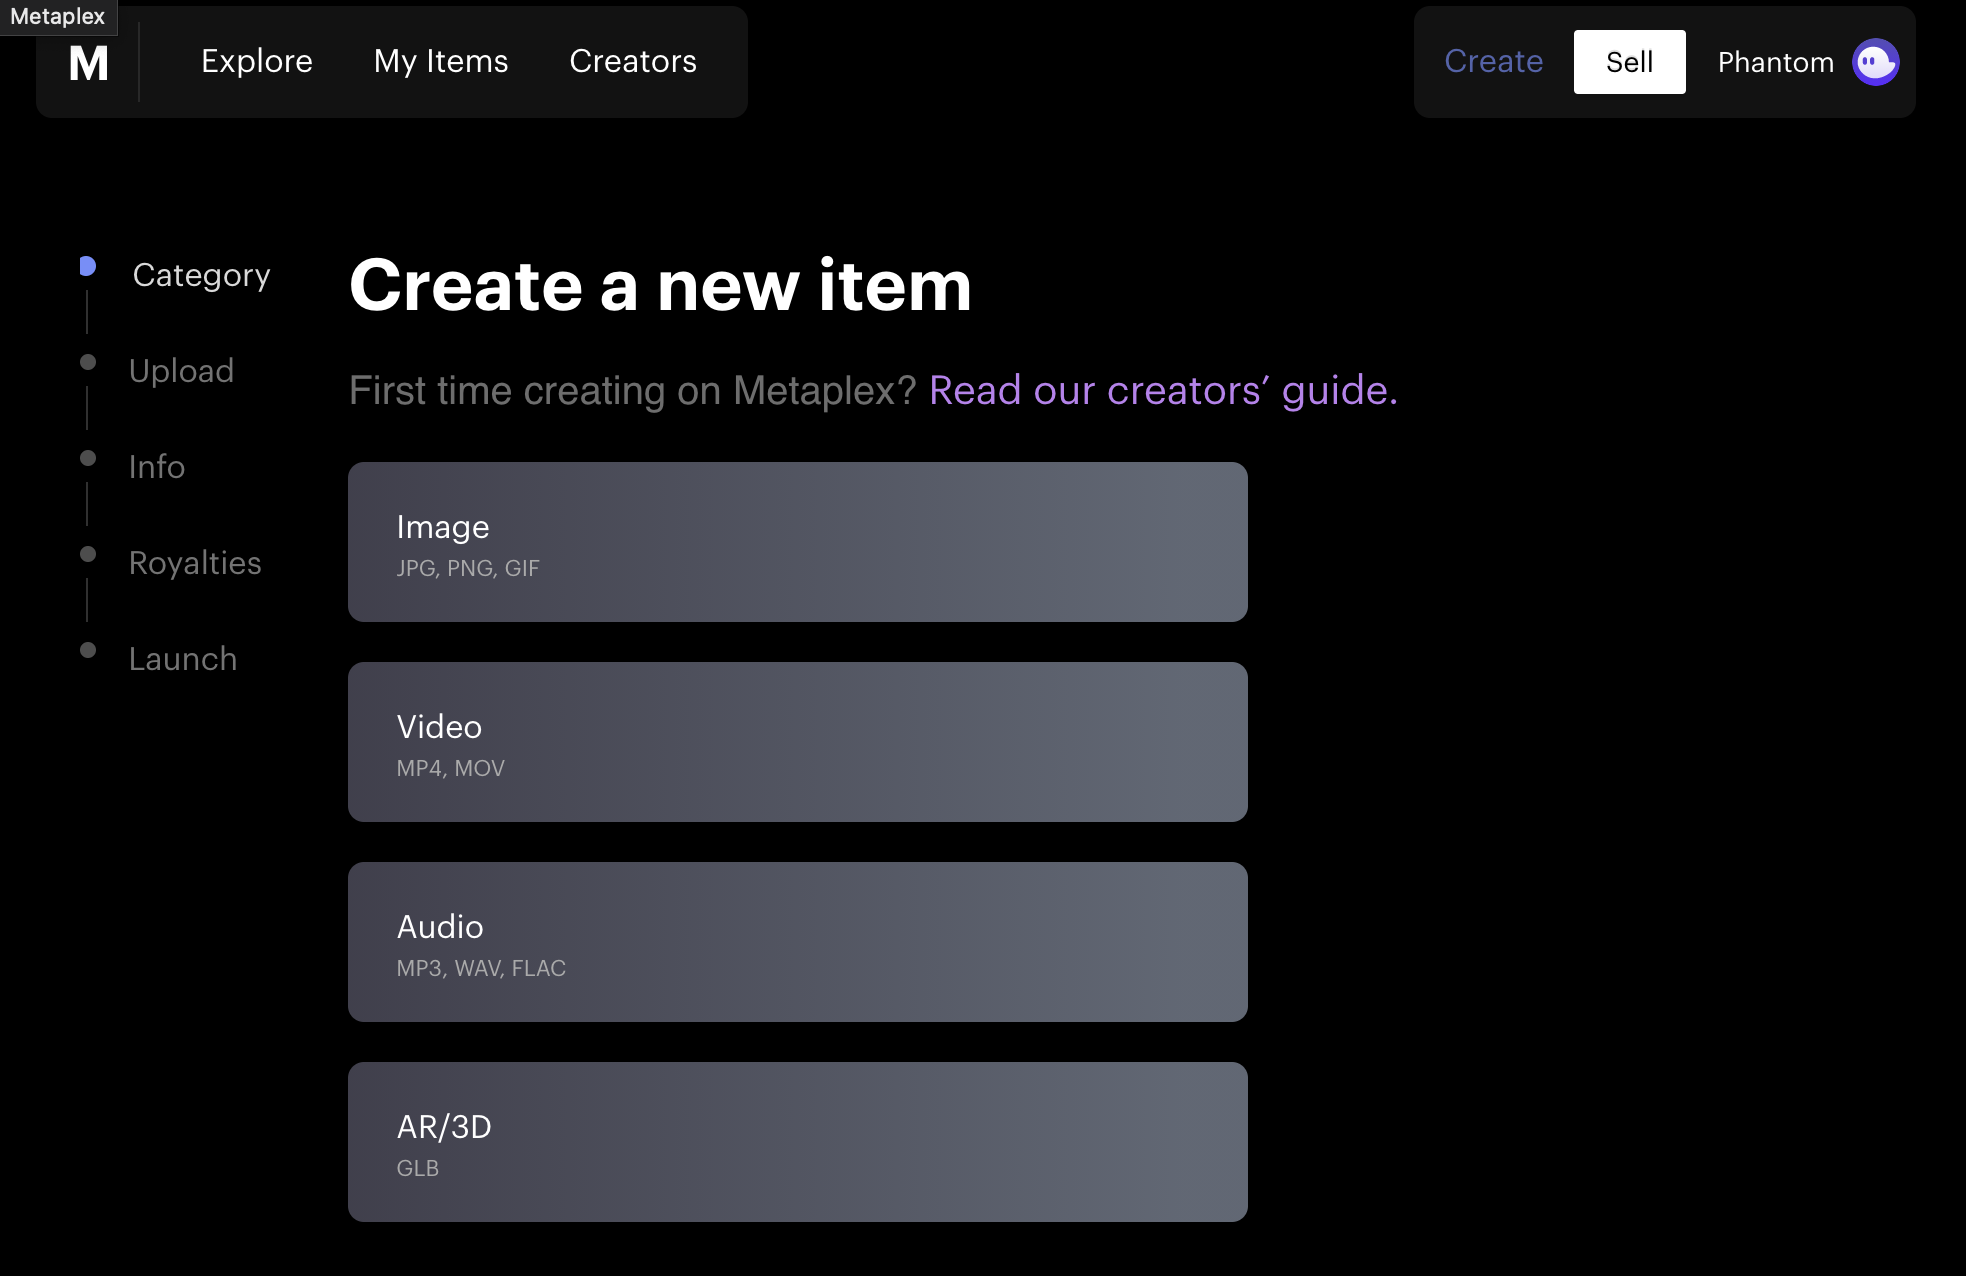 Metaplex
M
Explore
My Items
Creators
Create
Sell
Phantom
Category
Upload
Info
Royalties
Launch
Create a new item
First time creating on Metaplex? Read our creators’ guide.
Image
JPG, PNG, GIF
Video
MP4, MOV
Audio
MP3, WAV, FLAC
AR/3D
GLB